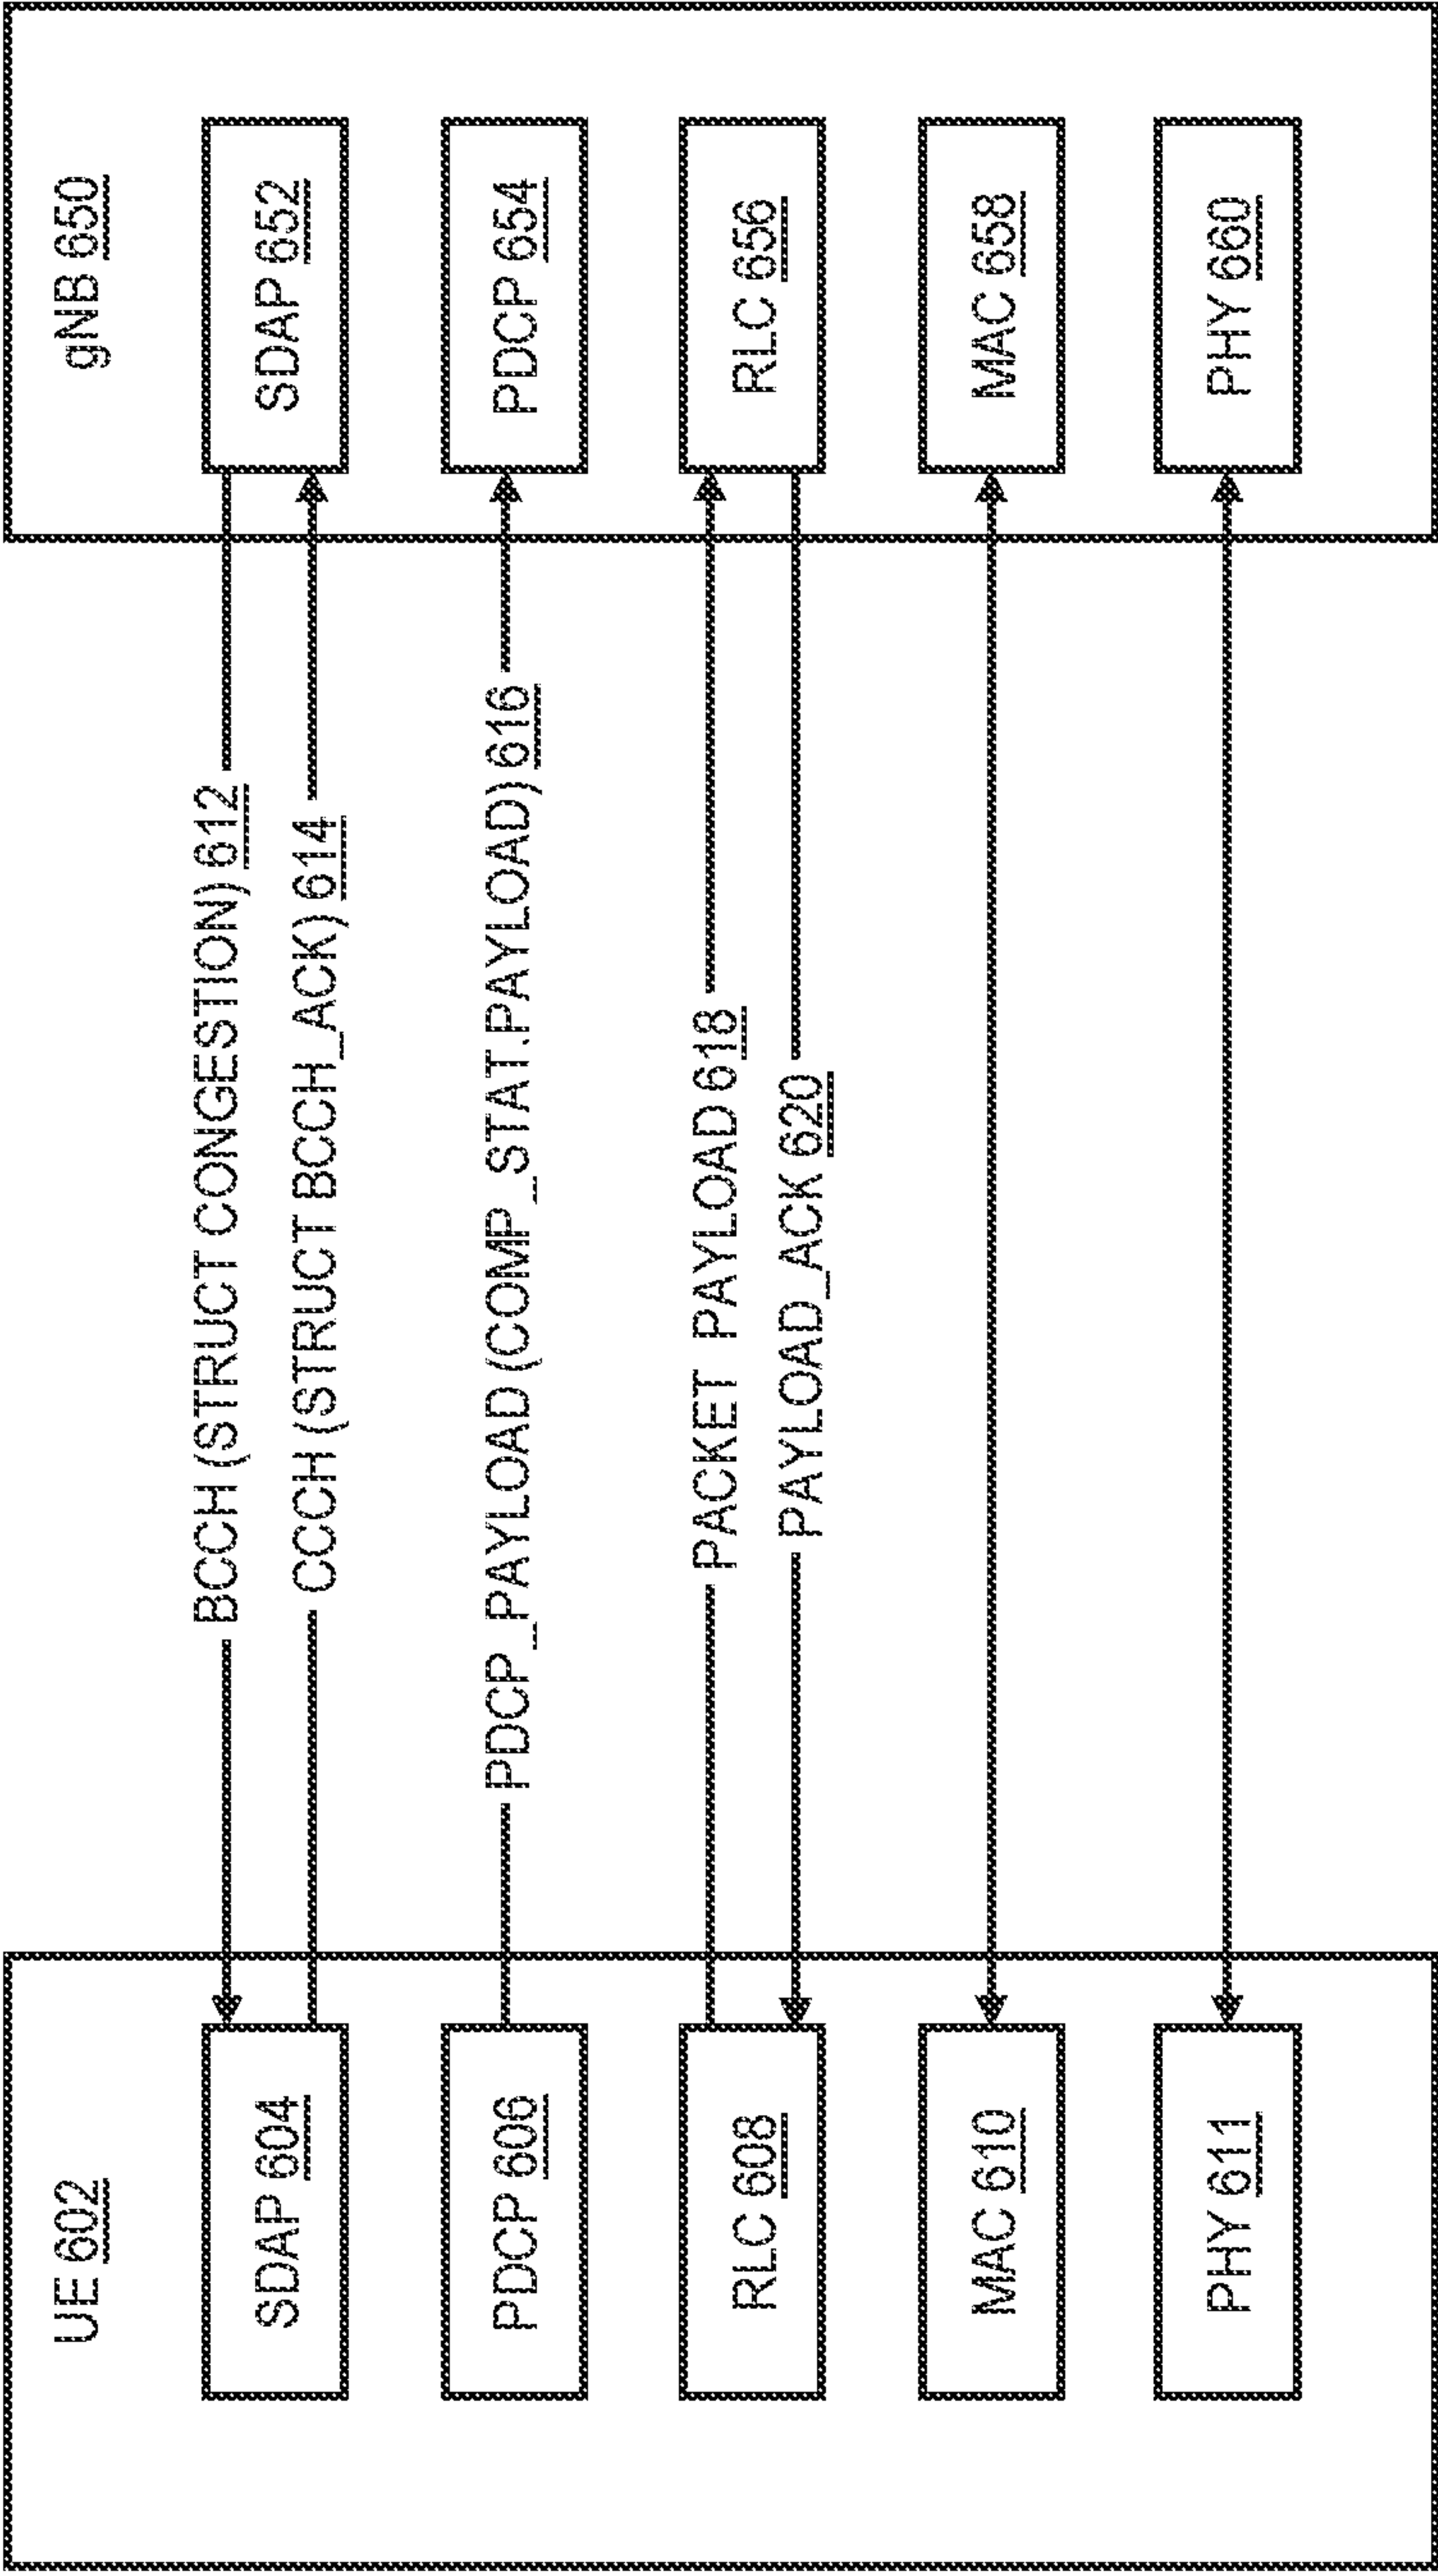 UE 602
SDAP 604
PDCP 606
RLC 608
MAC 610
PHY 611
BCCH (STRUCT CONGESTION) 612
CCCH (STRUCT BCCH_ACK) 614
PDCP_PAYLOAD (COMP_STAT.PAYLOAD) 616
PACKET PAYLOAD 618
PAYLOAD_ACK 620
gNB 650
SDAP 652
PDCP 654
RLC 656
MAC 658
PHY 660